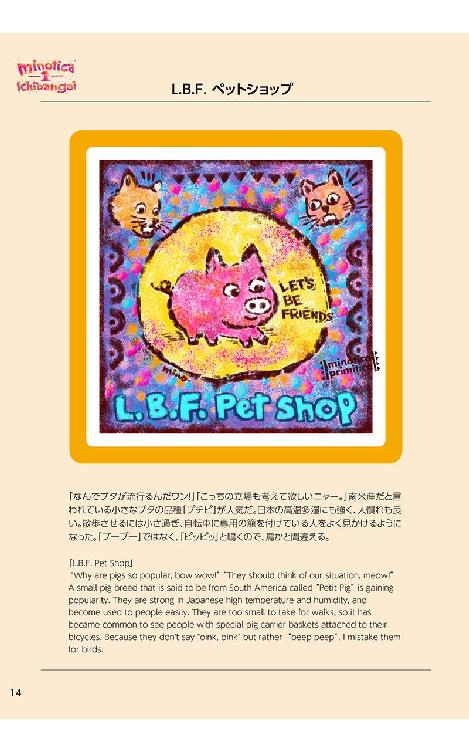 minotica
1
ichibangai
L.B.F. ペットショップ
LET'S
BE
FRIENDS
mino
minotica
primitica
L.B.F. Pet Shop
「なんでブタが流行るんだワン!」「こっちの立場も考えて欲しいニャー。」南米産だと言
われている小さなブタの品種『プチピ』が人気だ。日本の高温多湿にも強く、人慣れも良
い。散歩させるには小さ過ぎ、自転車に専用の籠を付けている人をよく見かけるように
なった。「ブーブー」ではなく、「ピッピッ」と鳴くので、鳥かと間違える。
「L.B.F. Pet Shop」
"Why are pigs so popular, bow wow!" "They should think of our situation, meow!"
A small pig breed that is said to be from South America called "Petit Pig" is gaining
popularity. They are strong in Japanese high temperature and humidity, and
become used to people easily. They are too small to take for walks, so it has
became common to see people with special pig carrier baskets attached to their
bicycles. Because they don't say "oink, oink" but rather "peep peep", I mistake them
for birds.
14